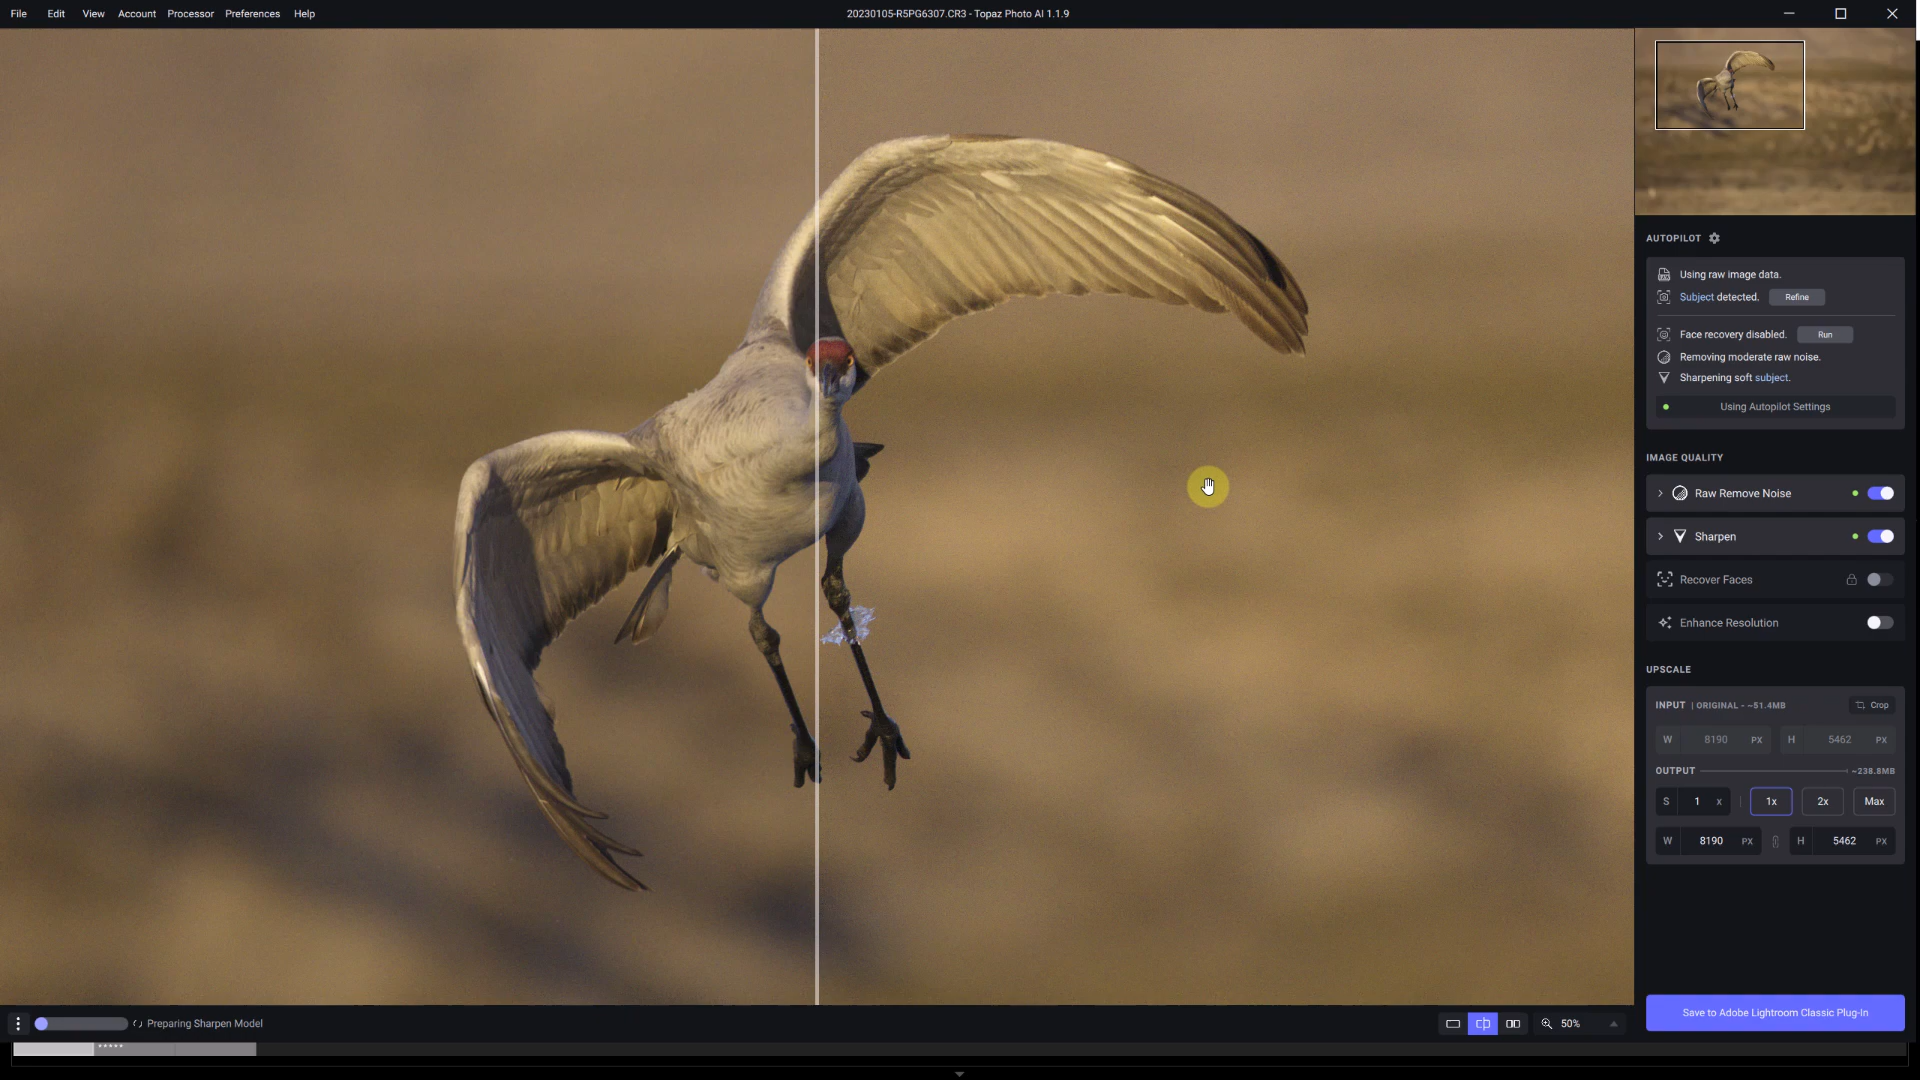 File Edit View Account Processor Preferences Help
20230105-R5PG6307.CR3 - Topaz Photo AI 1.1.9
AUTOPILOT
Using raw image data.
Subject detected. Refine
Face recovery disabled. Run
Removing moderate raw noise.
Sharpening soft subject.
Using Autopilot Settings
IMAGE QUALITY
Raw Remove Noise
Sharpen
Recover Faces
Enhance Resolution
UPSCALE
INPUT | ORIGINAL - ~51.4MB Crop
W 8190 PX H 5462 PX
OUTPUT ~238.8MB
S 1 x 1x 2x Max
W 8190 PX H 5462 PX
Save to Adobe Lightroom Classic Plug-In
Preparing Sharpen Model
50%